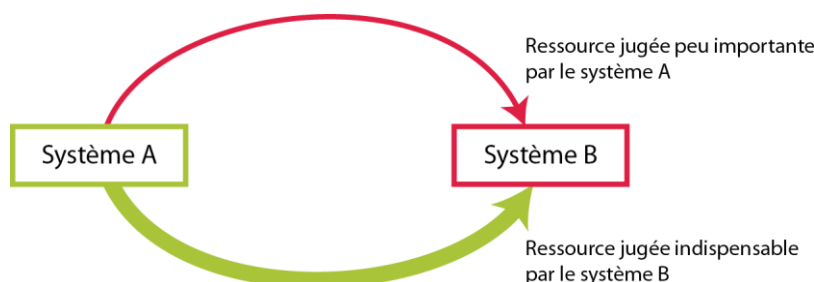 Ressource jugée peu importante
par le système A
Système A
Système B
Ressource jugée indispensable
par le système B